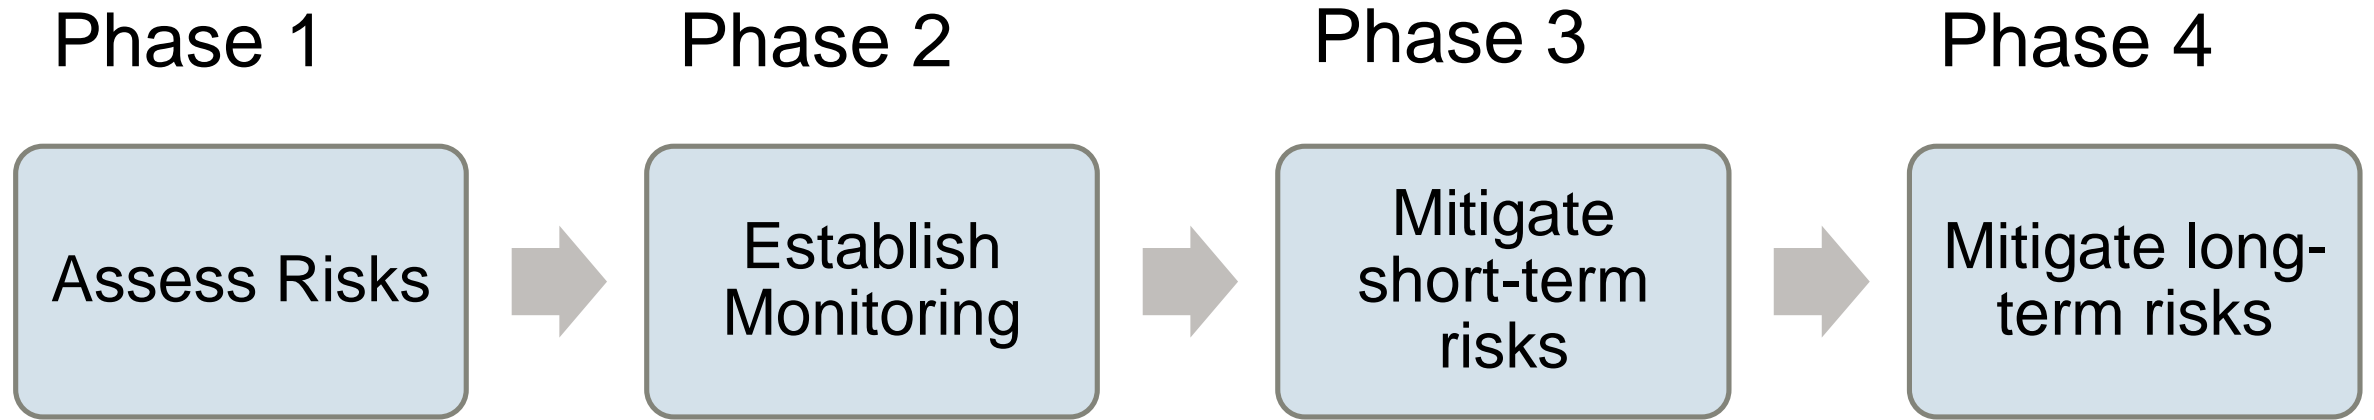 Phase 1
Phase 2
Phase 3
Phase 4
Assess Risks
Establish
Monitoring
Mitigate
short-term
risks
Mitigate long-
term risks